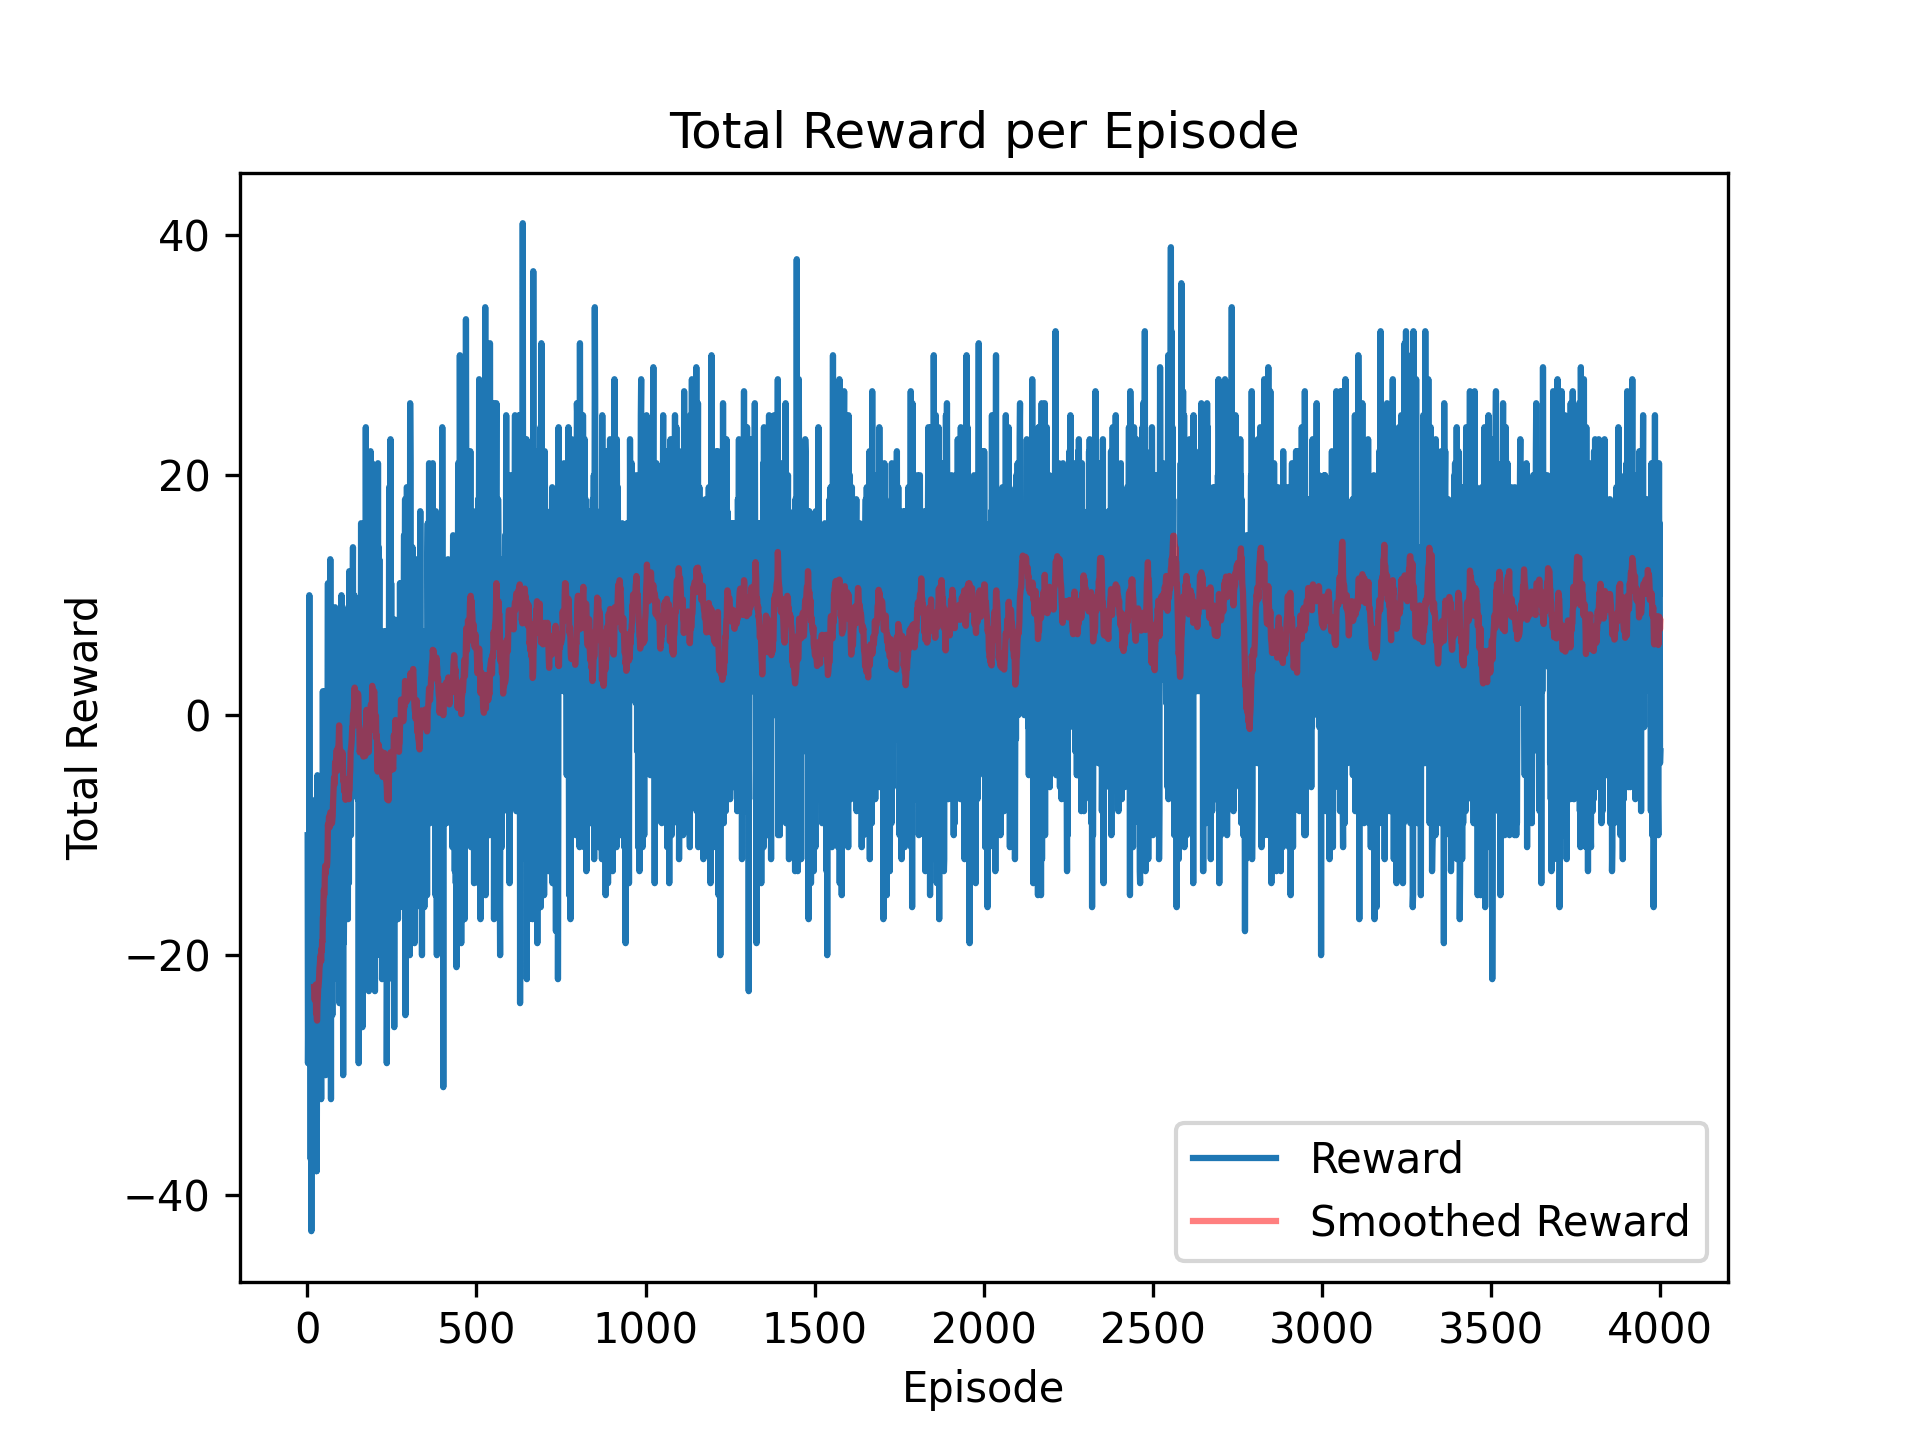 Total Reward per Episode
Total Reward
40
20
0
−20
−40
0 500 1000 1500 2000 2500 3000 3500 4000
Episode
Reward
Smoothed Reward